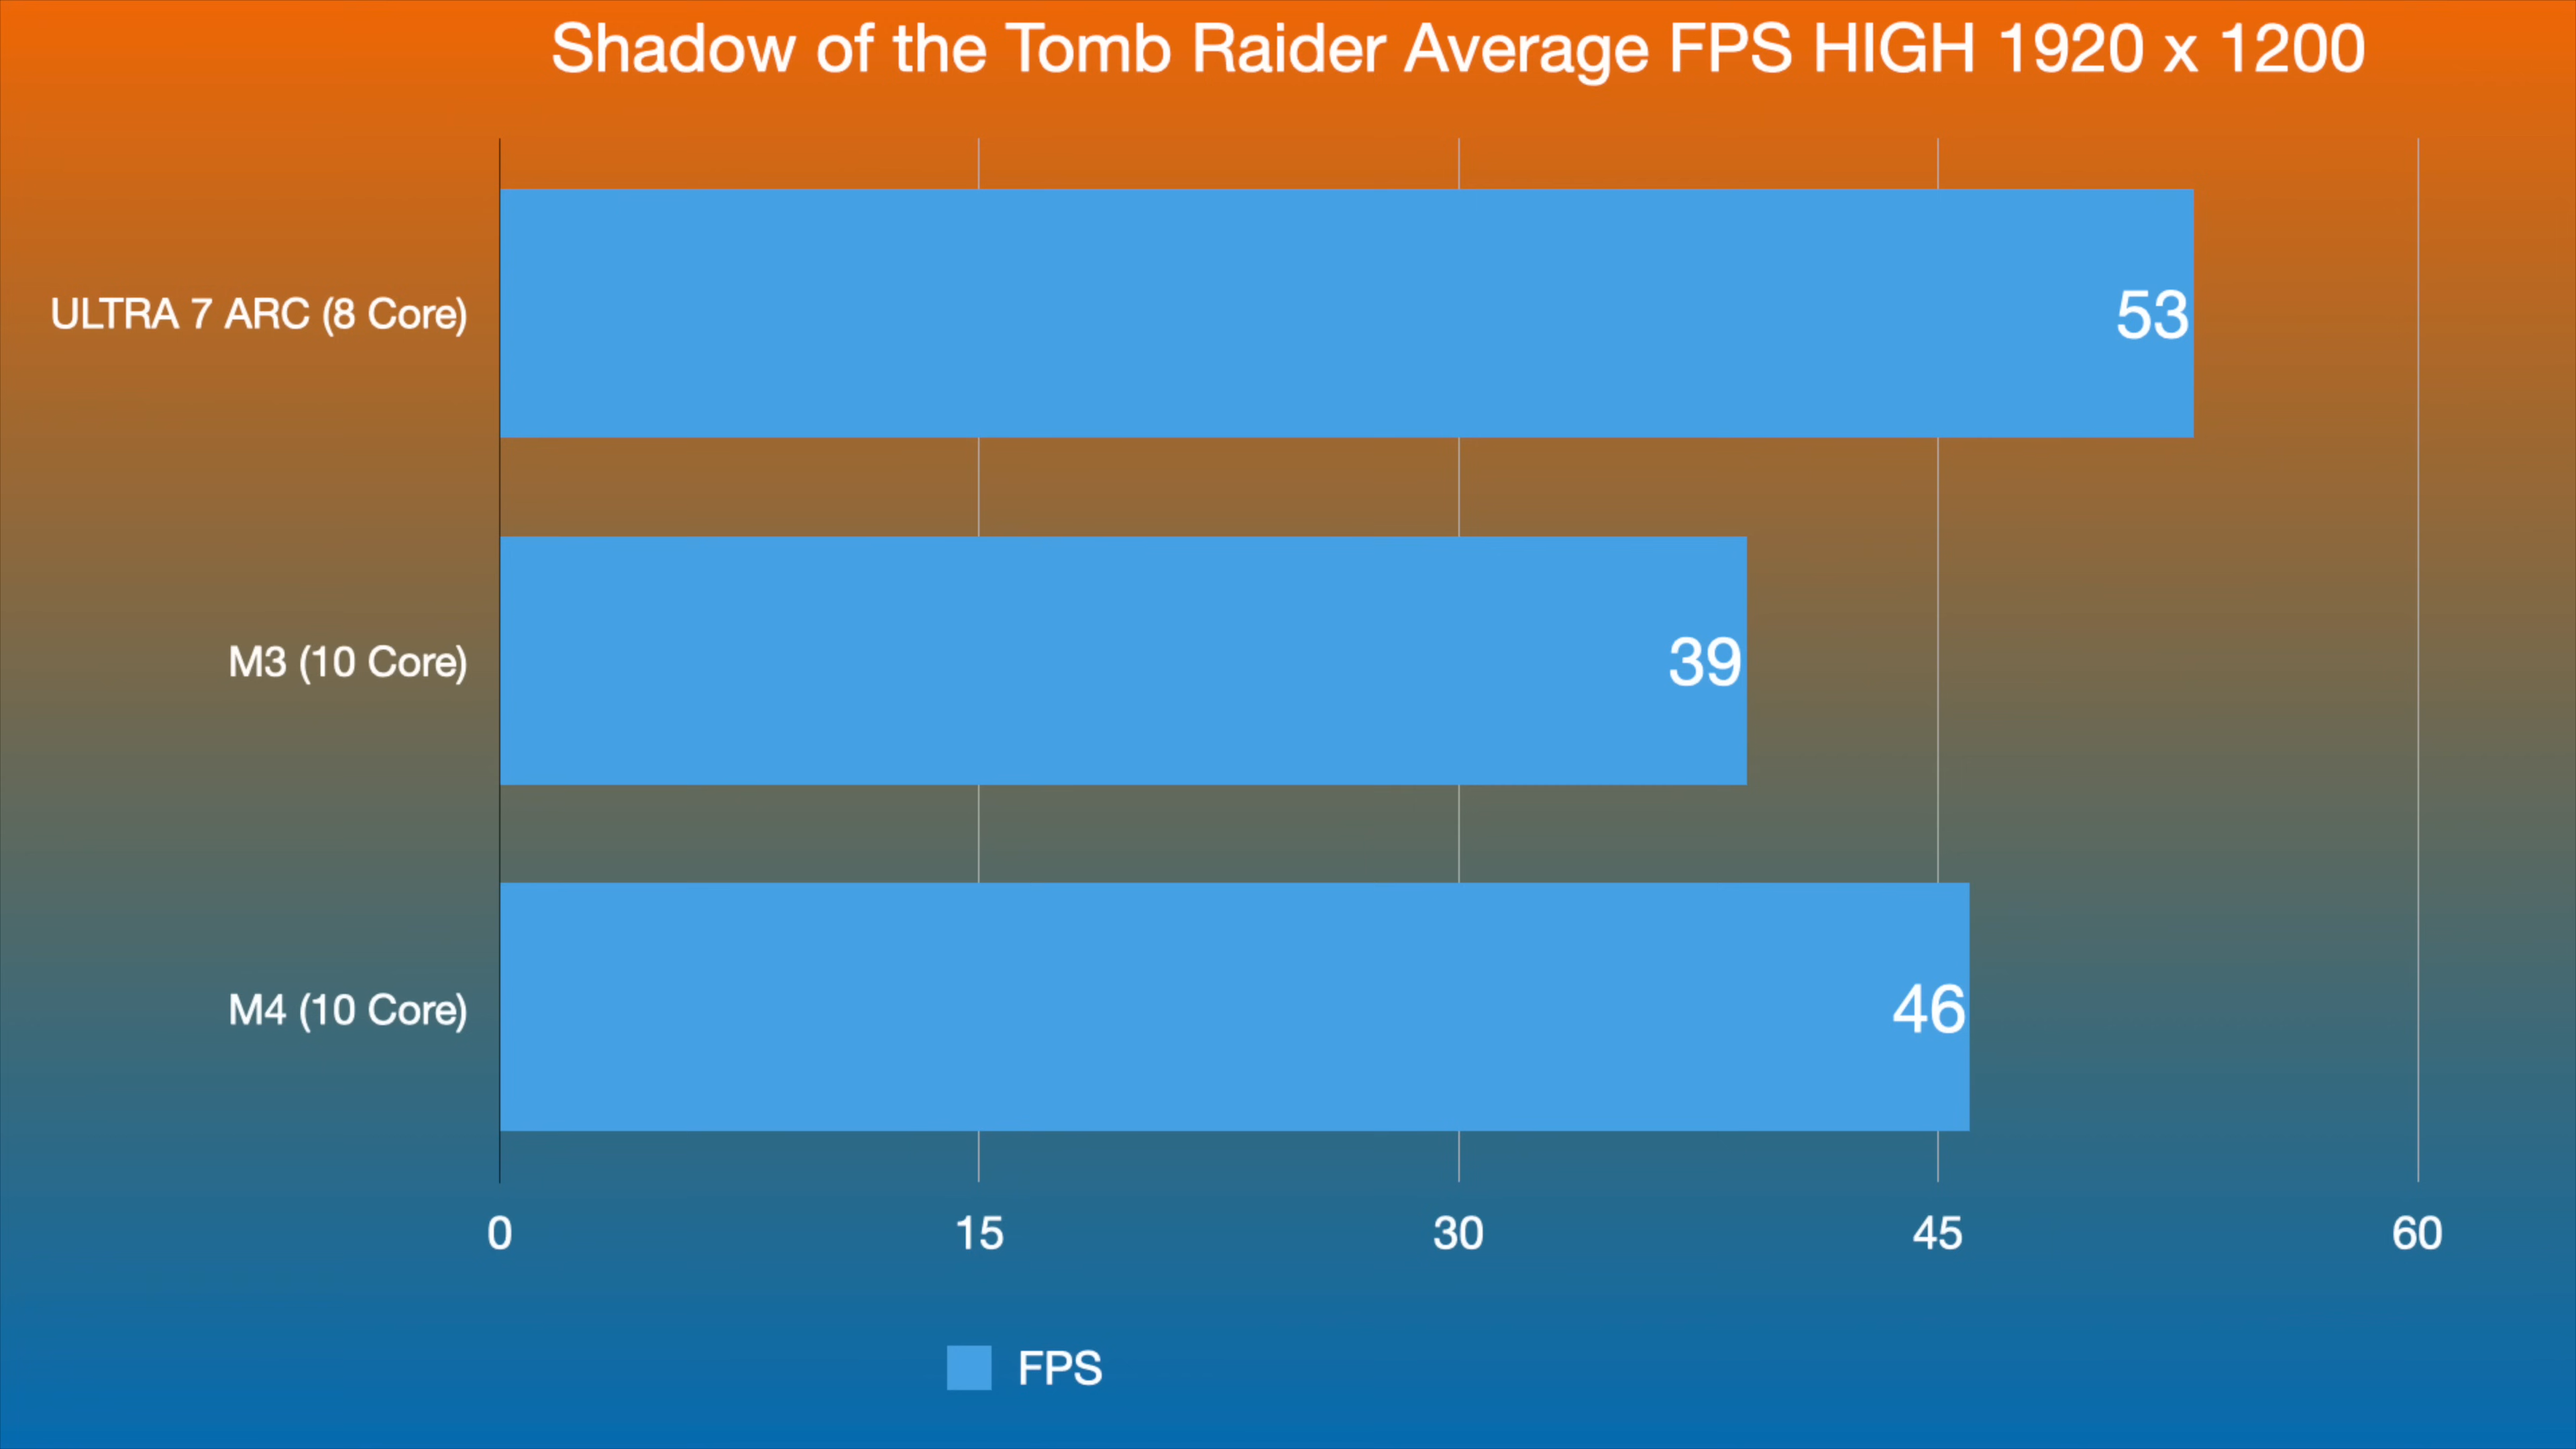 Shadow of the Tomb Raider Average FPS HIGH 1920 x 1200
ULTRA 7 ARC (8 Core)
53
M3 (10 Core)
39
M4 (10 Core)
46
0 15 30 45 60
FPS